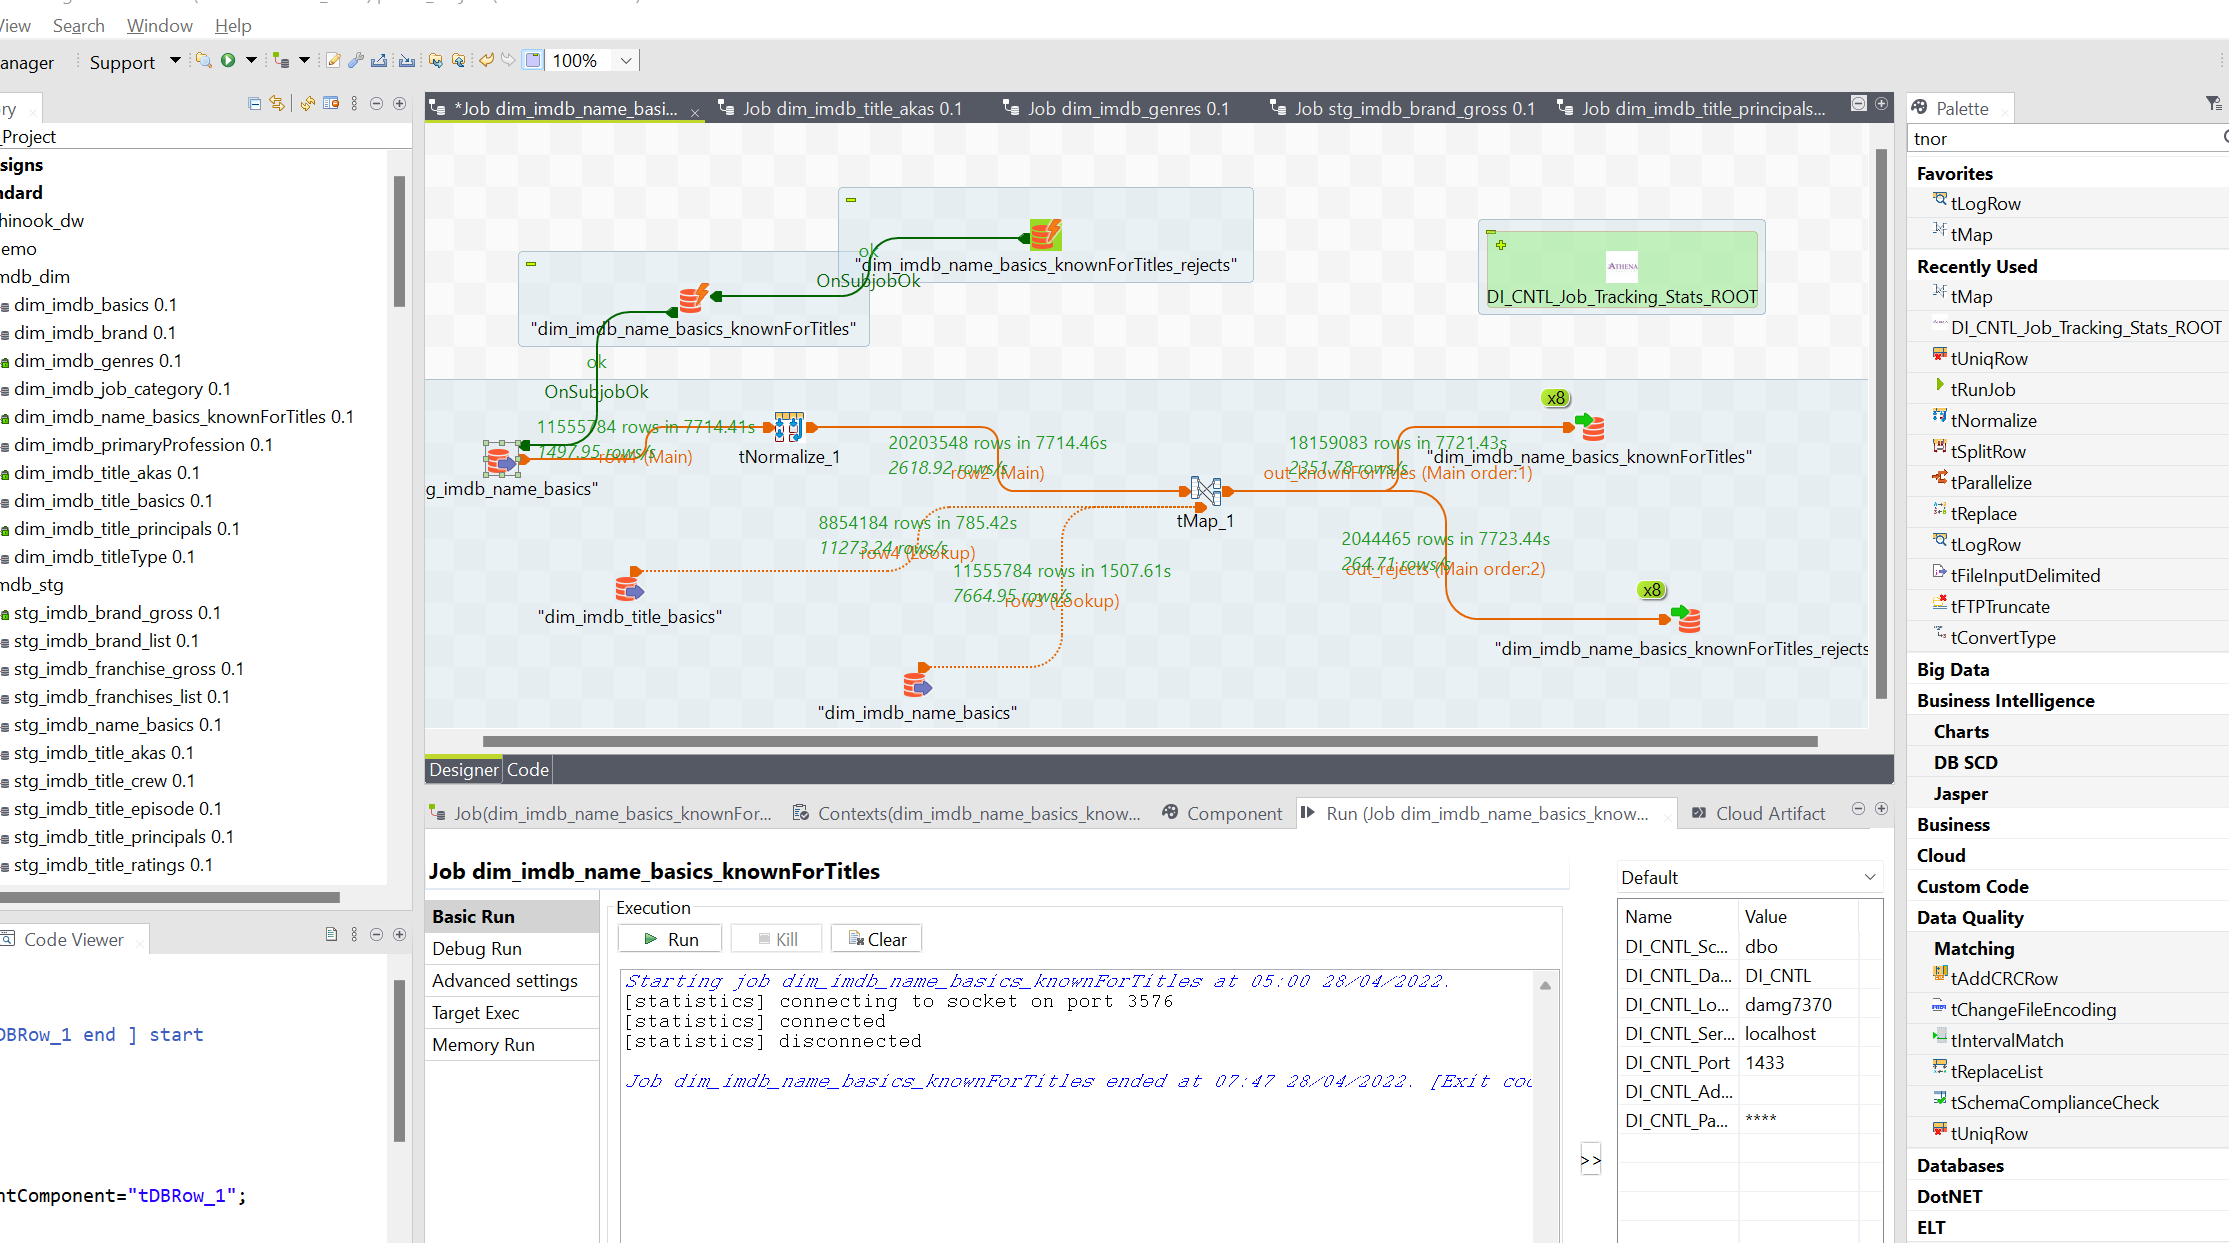 View Search Window Help
anager Support 100%
ry
_Project
signs
ndard
hinook_dw
emo
mdb_dim
dim_imdb_basics 0.1
dim_imdb_brand 0.1
dim_imdb_genres 0.1
dim_imdb_job_category 0.1
dim_imdb_name_basics_knownForTitles 0.1
dim_imdb_primaryProfession 0.1
dim_imdb_title_akas 0.1
dim_imdb_title_basics 0.1
dim_imdb_title_principals 0.1
dim_imdb_titleType 0.1
mdb_stg
stg_imdb_brand_gross 0.1
stg_imdb_brand_list 0.1
stg_imdb_franchise_gross 0.1
stg_imdb_franchises_list 0.1
stg_imdb_name_basics 0.1
stg_imdb_title_akas 0.1
stg_imdb_title_crew 0.1
stg_imdb_title_episode 0.1
stg_imdb_title_principals 0.1
stg_imdb_title_ratings 0.1
Code Viewer
DBRow_1 end ] start
ntComponent="tDBRow_1";
*Job dim_imdb_name_basi... Job dim_imdb_title_akas 0.1 Job dim_imdb_genres 0.1 Job stg_imdb_brand_gross 0.1 Job dim_imdb_title_principals...
ok
OnSubjobOk
"dim_imdb_name_basics_knownForTitles_rejects"
"dim_imdb_name_basics_knownForTitles"
ATHENA
DI_CNTL_Job_Tracking_Stats_ROOT
ok
OnSubjobOk
11555784 rows in 7714.41s
1497.95 rows/s
row1 (Main)
g_imdb_name_basics"
tNormalize_1
20203548 rows in 7714.46s
2618.92 rows/s
row2 (Main)
tMap_1
18159083 rows in 7721.43s
2351.78 rows/s
out_knownForTitles (Main order:1)
x8
"dim_imdb_name_basics_knownForTitles"
8854184 rows in 785.42s
11273.24 rows/s
row4 (Lookup)
"dim_imdb_title_basics"
11555784 rows in 1507.61s
7664.95 rows/s
row3 (Lookup)
"dim_imdb_name_basics"
2044465 rows in 7723.44s
264.71 rows/s
out_rejects (Main order:2)
x8
"dim_imdb_name_basics_knownForTitles_rejects
Designer Code
Job(dim_imdb_name_basics_knownFor... Contexts(dim_imdb_name_basics_know... Component Run (Job dim_imdb_name_basics_know... Cloud Artifact
Job dim_imdb_name_basics_knownForTitles
Basic Run
Debug Run
Advanced settings
Target Exec
Memory Run
Execution
Run Kill Clear
Starting job dim_imdb_name_basics_knownForTitles at 05:00 28/04/2022.
[statistics] connecting to socket on port 3576
[statistics] connected
[statistics] disconnected
Job dim_imdb_name_basics_knownForTitles ended at 07:47 28/04/2022. [Exit co
>>
Default
Name Value
DI_CNTL_Sc... dbo
DI_CNTL_Da... DI_CNTL
DI_CNTL_Lo... damg7370
DI_CNTL_Ser... localhost
DI_CNTL_Port 1433
DI_CNTL_Ad...
DI_CNTL_Pa... ****
Palette
tnor
Favorites
tLogRow
tMap
Recently Used
tMap
DI_CNTL_Job_Tracking_Stats_ROOT
tUniqRow
tRunJob
tNormalize
tSplitRow
tParallelize
tReplace
tLogRow
tFileInputDelimited
tFTPTruncate
tConvertType
Big Data
Business Intelligence
Charts
DB SCD
Jasper
Business
Cloud
Custom Code
Data Quality
Matching
tAddCRCRow
tChangeFileEncoding
tIntervalMatch
tReplaceList
tSchemaComplianceCheck
tUniqRow
Databases
DotNET
ELT